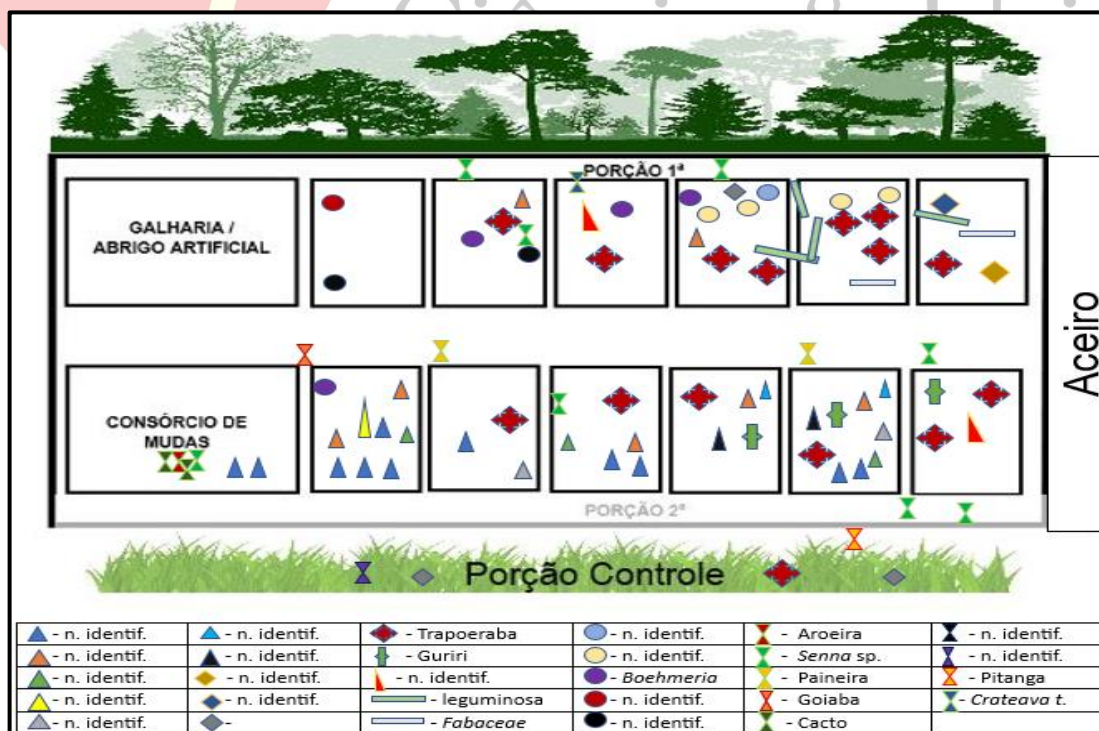 PORÇÃO 1ª
GALHARIA /
ABRIGO ARTIFICIAL
Aceiro
CONSÓRCIO DE
MUDAS
PORÇÃO 2ª
Porção Controle
- n. identif. - n. identif. - Trapoeraba - n. identif. - Aroeira - n. identif.
- n. identif. - n. identif. - Guriri - n. identif. - Senna sp. - n. identif.
- n. identif. - n. identif. - n. identif. - Boehmeria - Paineira - Pitanga
- n. identif. - n. identif. - leguminosa - n. identif. - Goiaba - Crateava t.
- n. identif. - - Fabaceae - n. identif. - Cacto